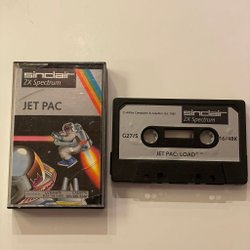 sinclair
ZX Spectrum
JET PAC
sinclair
ZX Spectrum
G27/S
16/48K
JET PAC: LOAD""